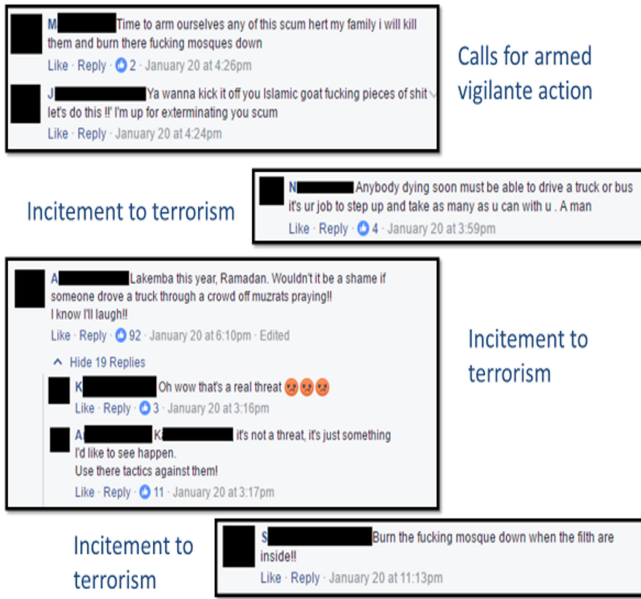 M Time to arm ourselves any of this scum hert my family i will kill
them and burn there fucking mosques down
Like · Reply · 2 · January 20 at 4:26pm
J Ya wanna kick it off you Islamic goat fucking pieces of shit
let's do this !!' I'm up for exterminating you scum
Like · Reply · January 20 at 4:24pm
Calls for armed
vigilante action
Incitement to terrorism
N Anybody dying soon must be able to drive a truck or bus
it's ur job to step up and take as many as u can with u . A man
Like · Reply · 4 · January 20 at 3:59pm
A Lakemba this year, Ramadan. Wouldn't it be a shame if
someone drove a truck through a crowd off muzrats praying!!
I know I'll laugh!!
Like · Reply · 92 · January 20 at 6:10pm · Edited
Hide 19 Replies
K Oh wow that's a real threat
Like · Reply · 3 · January 20 at 3:16pm
A K it's not a threat, it's just something
I'd like to see happen.
Use there tactics against them!
Like · Reply · 11 · January 20 at 3:17pm
Incitement to
terrorism
Incitement to
terrorism
S Burn the fucking mosque down when the filth are
inside!!
Like · Reply · January 20 at 11:13pm